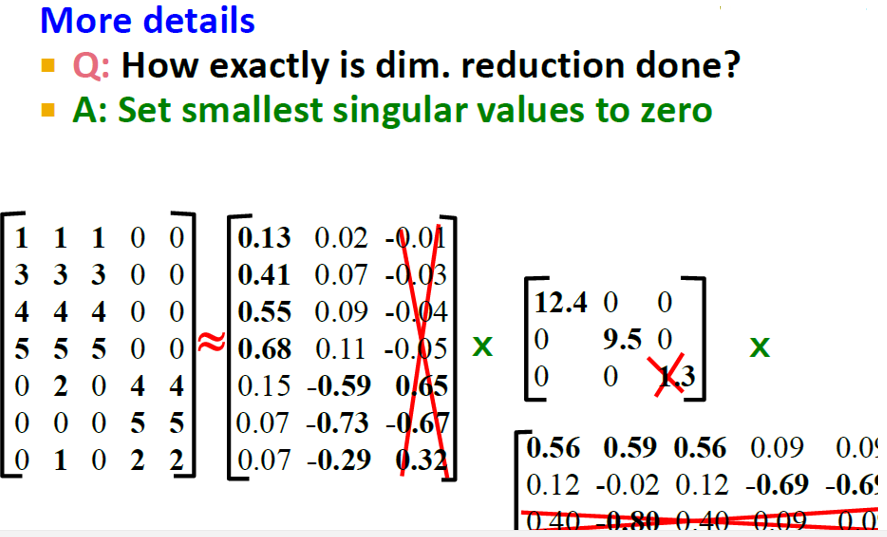 More details
Q: How exactly is dim. reduction done?
A: Set smallest singular values to zero
1 1 1 0 0
3 3 3 0 0
4 4 4 0 0
5 5 5 0 0
0 2 0 4 4
0 0 0 5 5
0 1 0 2 2
≈
0.13 0.02 -0.01
0.41 0.07 -0.03
0.55 0.09 -0.04
0.68 0.11 -0.05
0.15 -0.59 0.65
0.07 -0.73 -0.67
0.07 -0.29 0.32
x
12.4 0 0
0 9.5 0
0 0 1.3
x
0.56 0.59 0.56 0.09
0.12 -0.02 0.12 -0.69
0.40 -0.80 0.40 0.09